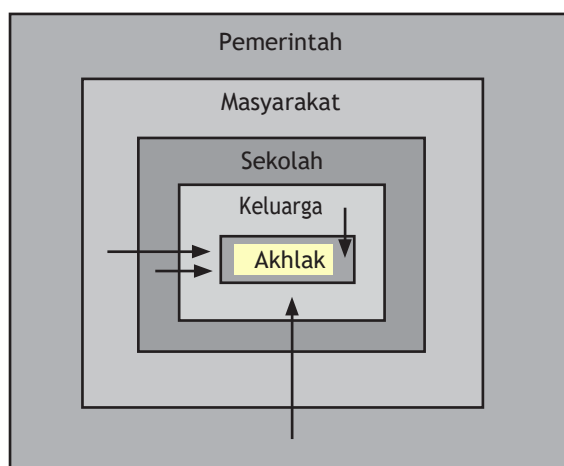 Pemerintah
Masyarakat
Sekolah
Keluarga
Akhlak